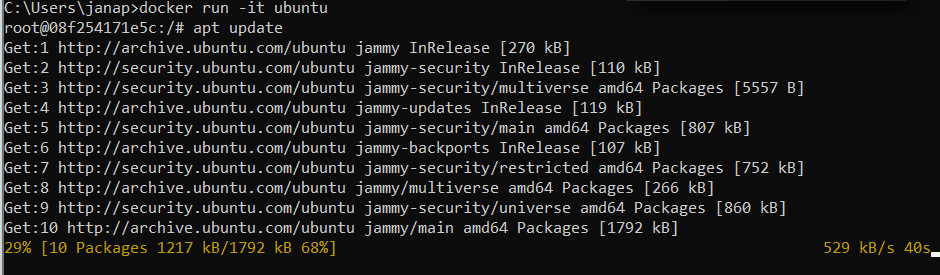 C:\Users\janap>docker run -it ubuntu
root@08f254171e5c:/# apt update
Get:1 http://archive.ubuntu.com/ubuntu jammy InRelease [270 kB]
Get:2 http://security.ubuntu.com/ubuntu jammy-security InRelease [110 kB]
Get:3 http://security.ubuntu.com/ubuntu jammy-security/multiverse amd64 Packages [5557 B]
Get:4 http://archive.ubuntu.com/ubuntu jammy-updates InRelease [119 kB]
Get:5 http://security.ubuntu.com/ubuntu jammy-security/main amd64 Packages [807 kB]
Get:6 http://archive.ubuntu.com/ubuntu jammy-backports InRelease [107 kB]
Get:7 http://security.ubuntu.com/ubuntu jammy-security/restricted amd64 Packages [752 kB]
Get:8 http://archive.ubuntu.com/ubuntu jammy/multiverse amd64 Packages [266 kB]
Get:9 http://security.ubuntu.com/ubuntu jammy-security/universe amd64 Packages [860 kB]
Get:10 http://archive.ubuntu.com/ubuntu jammy/main amd64 Packages [1792 kB]
29% [10 Packages 1217 kB/1792 kB 68%] 529 kB/s 40s